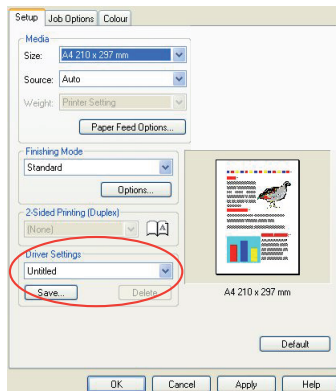 Setup Job Options Colour
Media
Size: A4 210 x 297 mm
Source: Auto
Weight: Printer Setting
Paper Feed Options...
Finishing Mode
Standard
Options...
2-Sided Printing (Duplex)
(None)
A
Driver Settings
Untitled
Save... Delete
A4 210 x 297 mm
Default
OK Cancel Apply Help